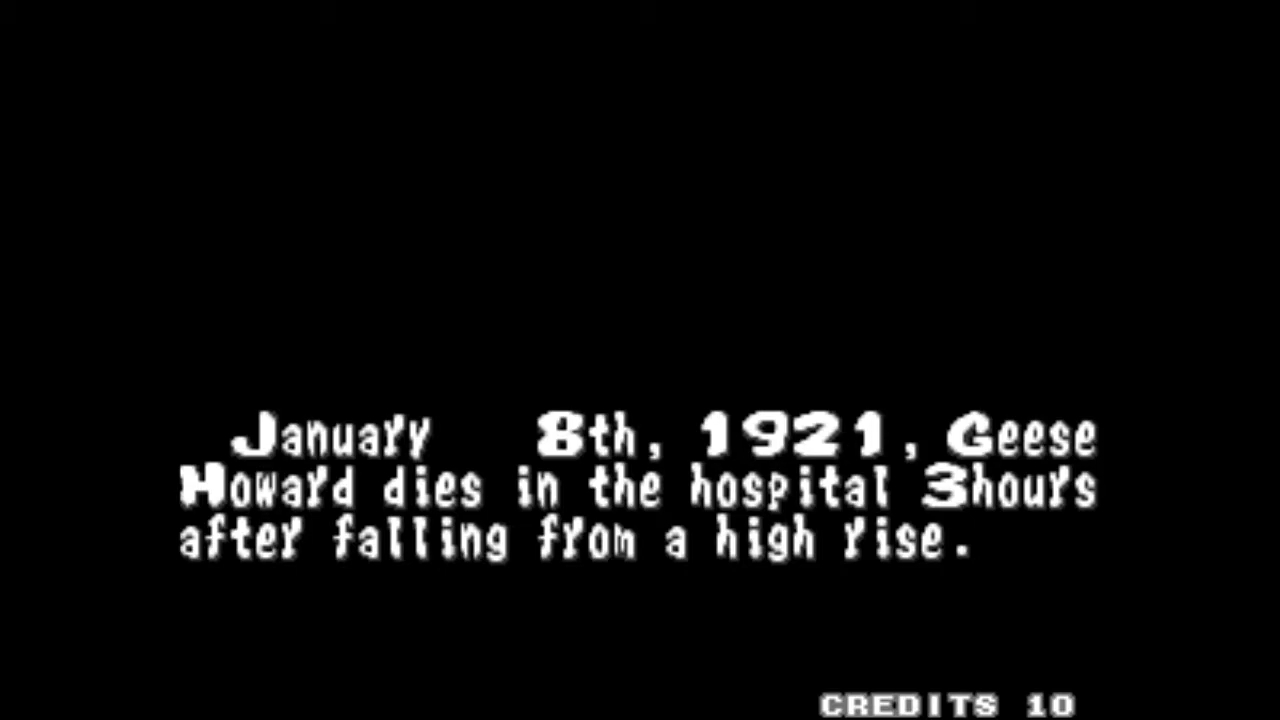 January 8th, 1921, Geese
Howard dies in the hospital 3hours
after falling from a high rise.
CREDITS 10